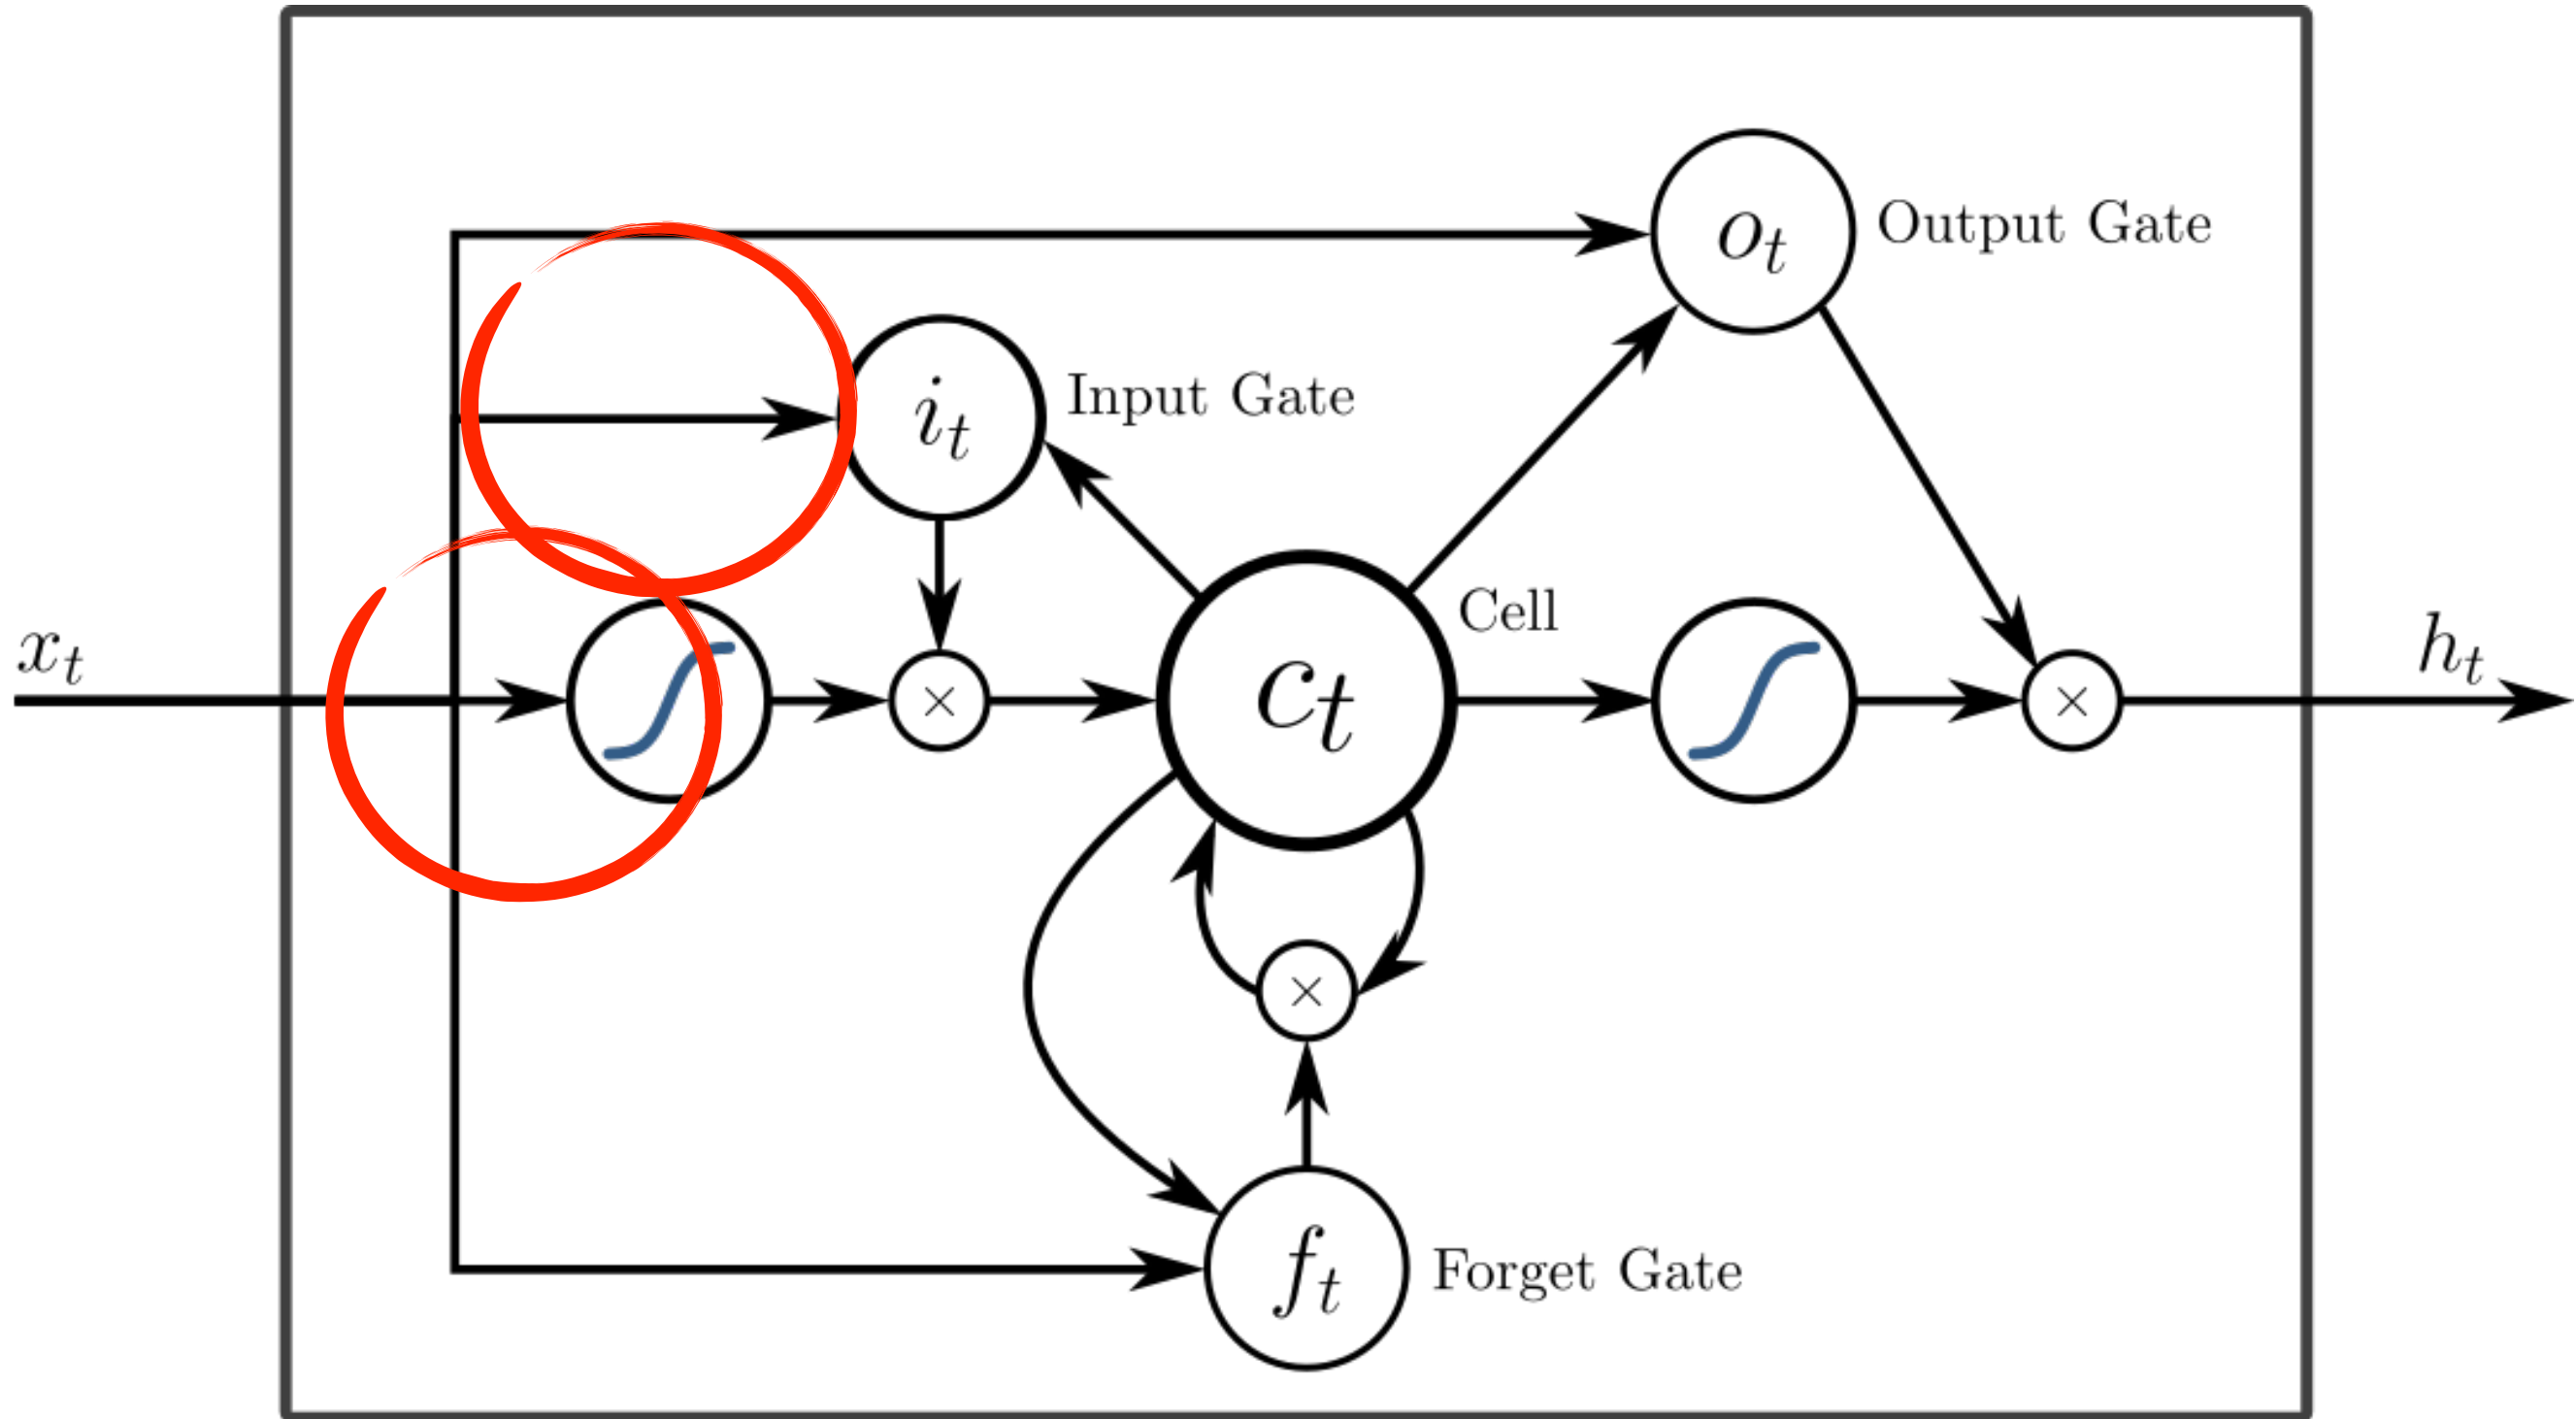 o_t Output Gate
i_t Input Gate
x_t
Cell
h_t
×
c_t
×
×
f_t Forget Gate